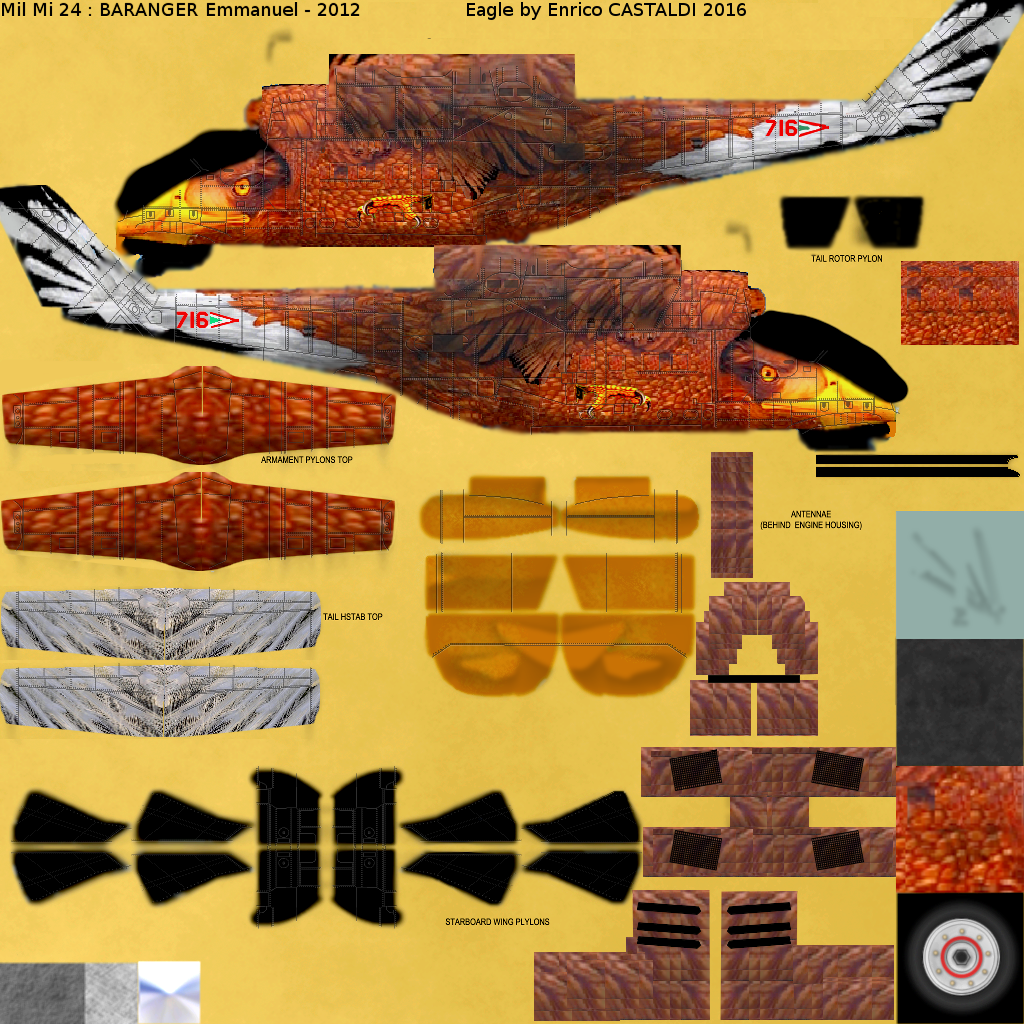 Mil Mi 24 : BARANGER Emmanuel - 2012
Eagle by Enrico CASTALDI 2016
716
TAIL ROTOR PYLON
716
ARMAMENT PYLONS TOP
ANTENNAE
(BEHIND ENGINE HOUSING)
TAIL HSTAB TOP
STARBOARD WING PLYLONS